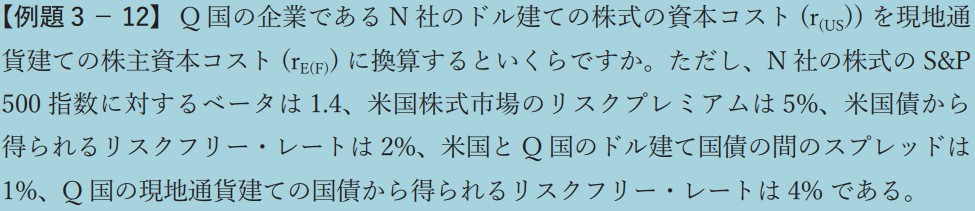 【例題 3 － 12】 Q 国の企業である N 社のドル建ての株式の資本コスト (r(US)) を現地通
貨建ての株主資本コスト (rE(F)) に換算するといくらですか。ただし、N 社の株式の S&P
500 指数に対するベータは 1.4、米国株式市場のリスクプレミアムは 5%、米国債から
得られるリスクフリー・レートは 2%、米国と Q 国のドル建て国債の間のスプレッドは
1%、Q 国の現地通貨建ての国債から得られるリスクフリー・レートは 4% である。